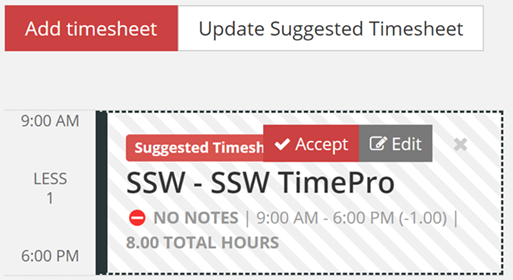 Add timesheet Update Suggested Timesheet
9:00 AM
Suggested Timesh Accept Edit
LESS
1
SSW - SSW TimePro
NO NOTES | 9:00 AM - 6:00 PM (-1.00) |
8.00 TOTAL HOURS
6:00 PM